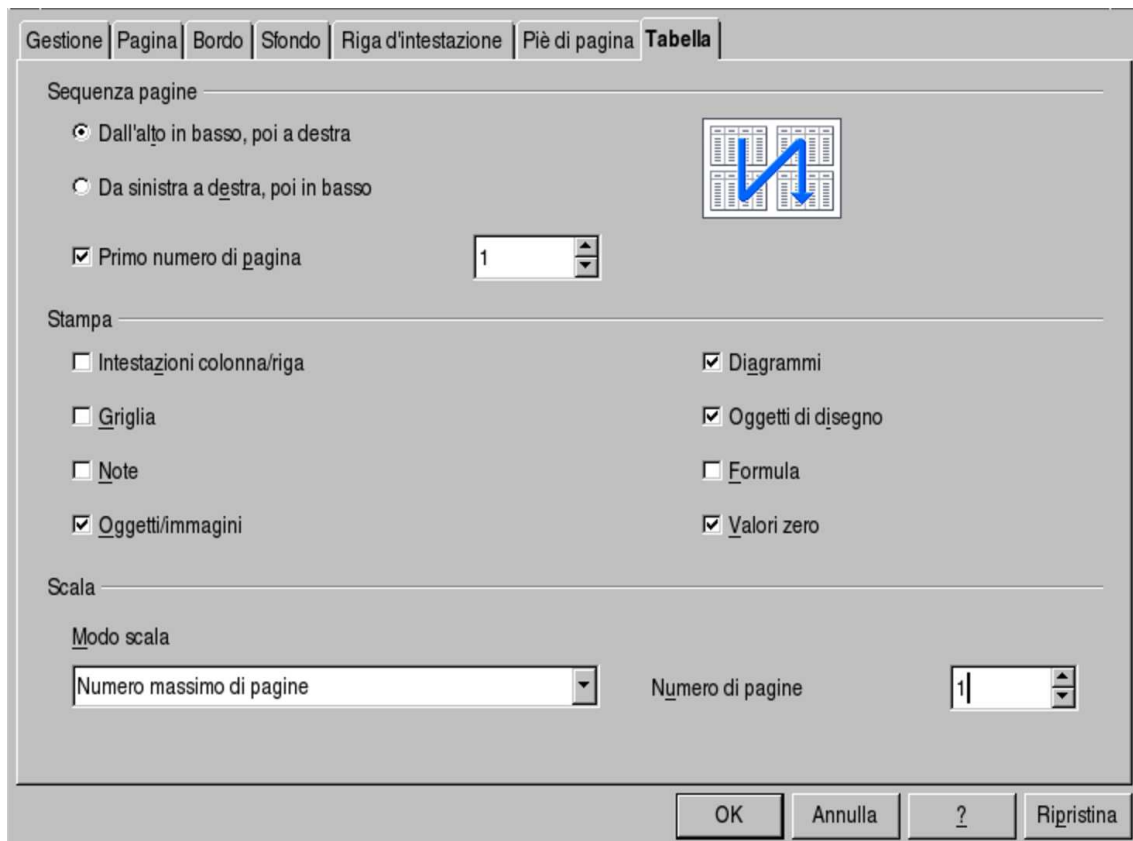 Gestione Pagina Bordo Sfondo Riga d'intestazione Piè di pagina Tabella
Sequenza pagine
Dall'alto in basso, poi a destra
Da sinistra a destra, poi in basso
Primo numero di pagina 1
Stampa
Intestazioni colonna/riga Diagrammi
Griglia Oggetti di disegno
Note Formula
Oggetti/immagini Valori zero
Scala
Modo scala
Numero massimo di pagine Numero di pagine 1
OK Annulla ? Ripristina